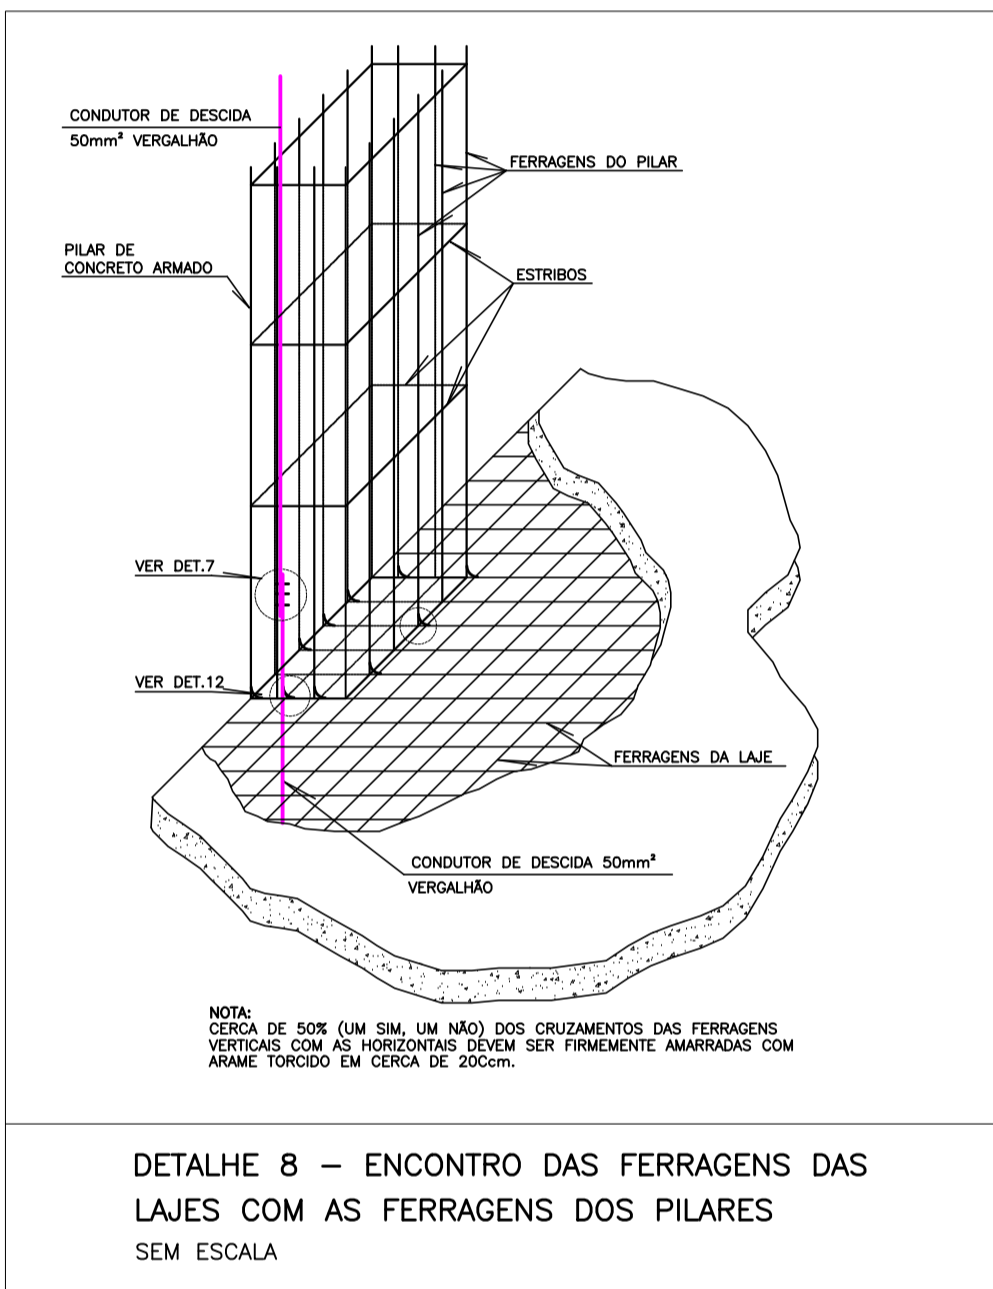 CONDUTOR DE DESCIDA
50mm² VERGALHÃO
FERRAGENS DO PILAR
PILAR DE
CONCRETO ARMADO
ESTRIBOS
VER DET.7
VER DET.12
FERRAGENS DA LAJE
CONDUTOR DE DESCIDA 50mm²
VERGALHÃO
NOTA:
CERCA DE 50% (UM SIM, UM NÃO) DOS CRUZAMENTOS DAS FERRAGENS
VERTICAIS COM AS HORIZONTAIS DEVEM SER FIRMEMENTE AMARRADAS COM
ARAME TORCIDO EM CERCA DE 20Ccm.
DETALHE 8 – ENCONTRO DAS FERRAGENS DAS
LAJES COM AS FERRAGENS DOS PILARES
SEM ESCALA